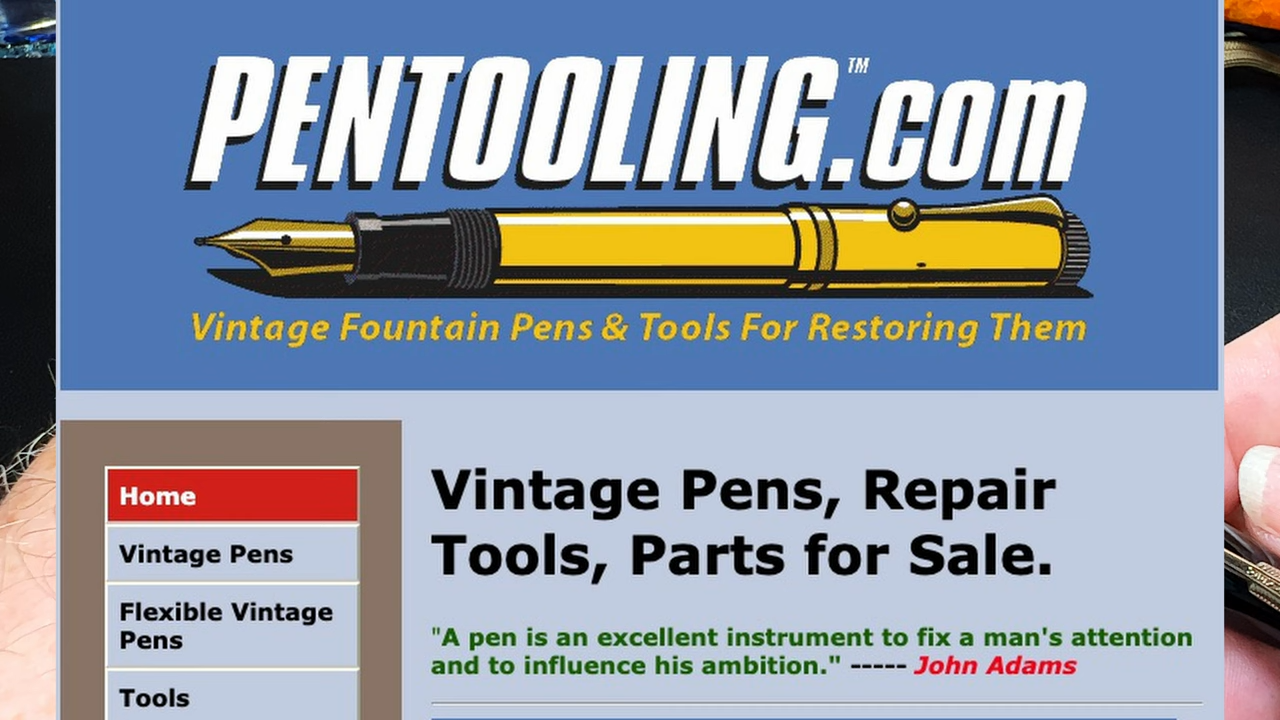 PENTOOLING.com™
Vintage Fountain Pens & Tools For Restoring Them
Home
Vintage Pens
Flexible Vintage
Pens
Tools
Vintage Pens, Repair
Tools, Parts for Sale.
"A pen is an excellent instrument to fix a man's attention
and to influence his ambition." ----- John Adams